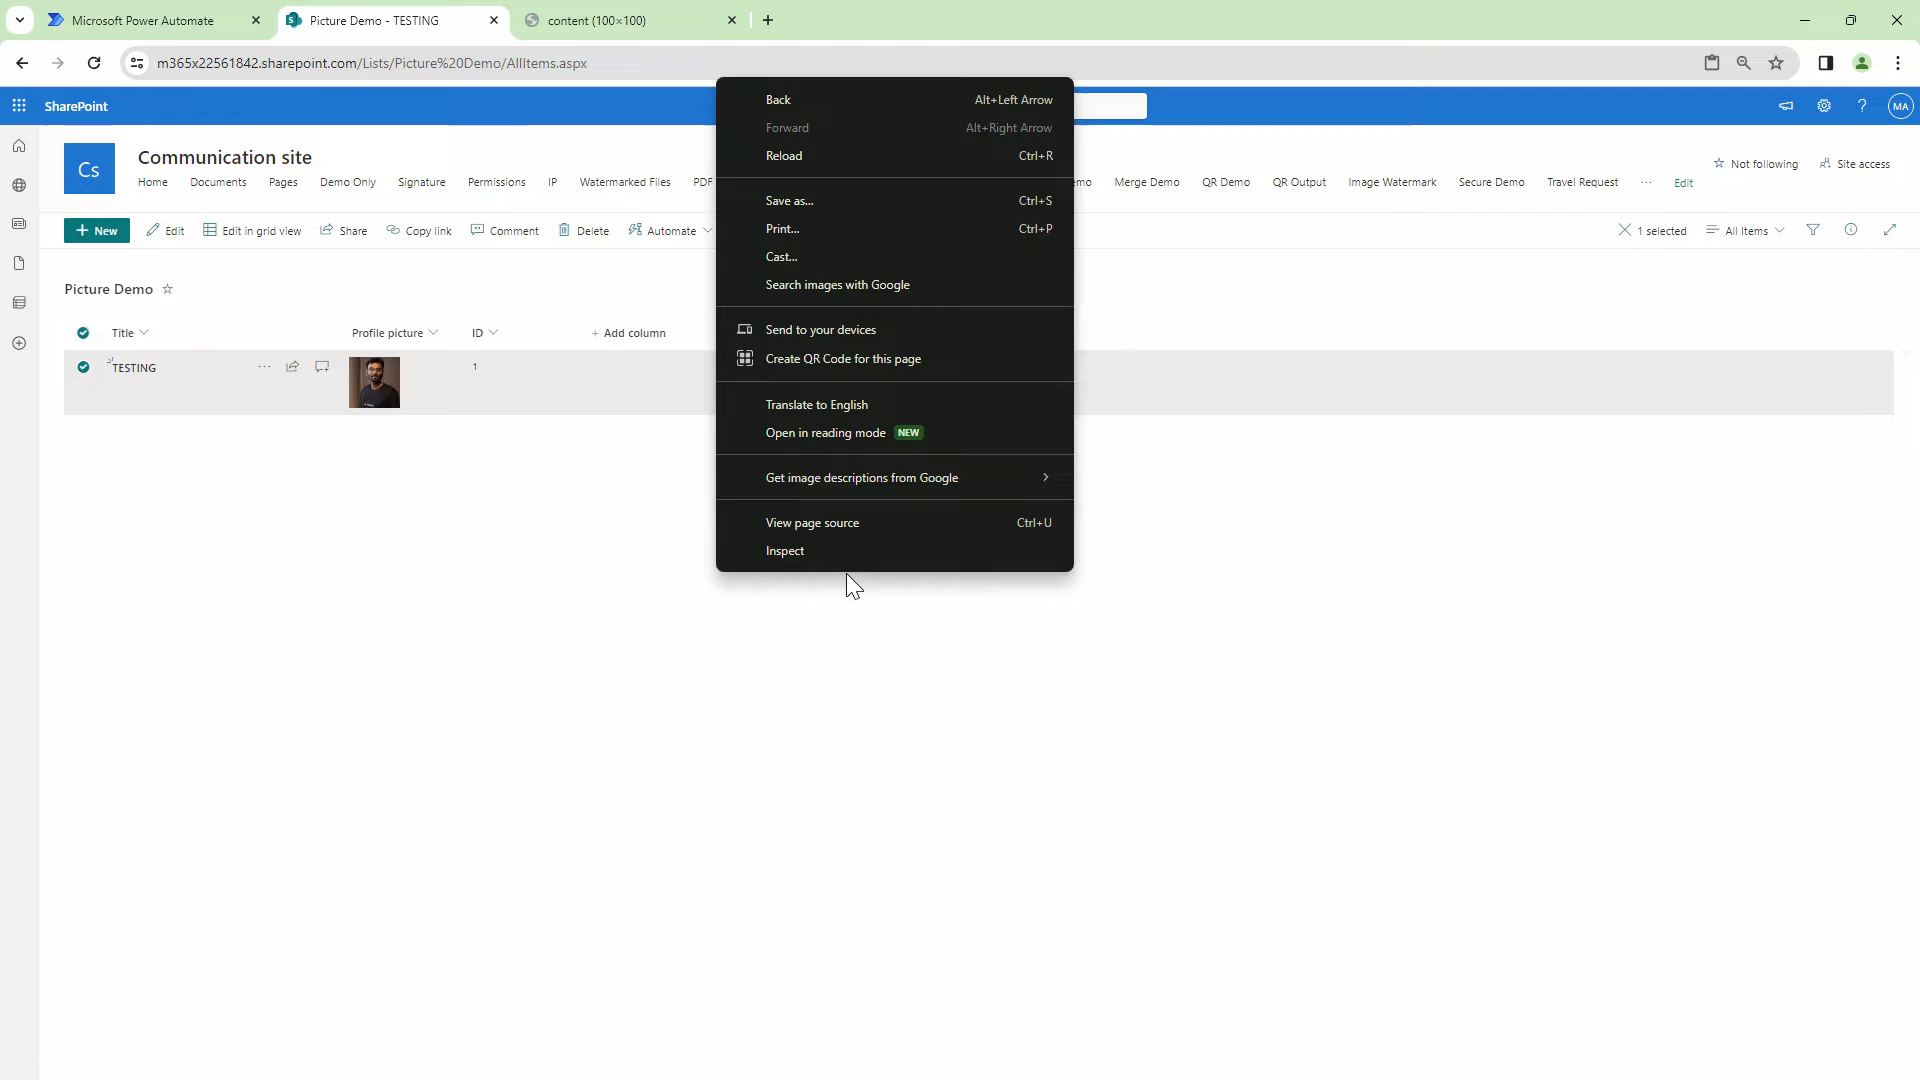 Microsoft Power Automate
Picture Demo - TESTING
content (100×100)
m365x22561842.sharepoint.com/Lists/Picture%20Demo/AllItems.aspx
SharePoint
MA
Cs
Communication site
Not following
Site access
Home Documents Pages Demo Only Signature Permissions IP Watermarked Files PDF emo Merge Demo QR Demo QR Output Image Watermark Secure Demo Travel Request ... Edit
New Edit Edit in grid view Share Copy link Comment Delete Automate 1 selected All Items
Picture Demo
Title Profile picture ID + Add column
TESTING 1
Back Alt+Left Arrow
Forward Alt+Right Arrow
Reload Ctrl+R
Save as... Ctrl+S
Print... Ctrl+P
Cast...
Search images with Google
Send to your devices
Create QR Code for this page
Translate to English
Open in reading mode NEW
Get image descriptions from Google
View page source Ctrl+U
Inspect